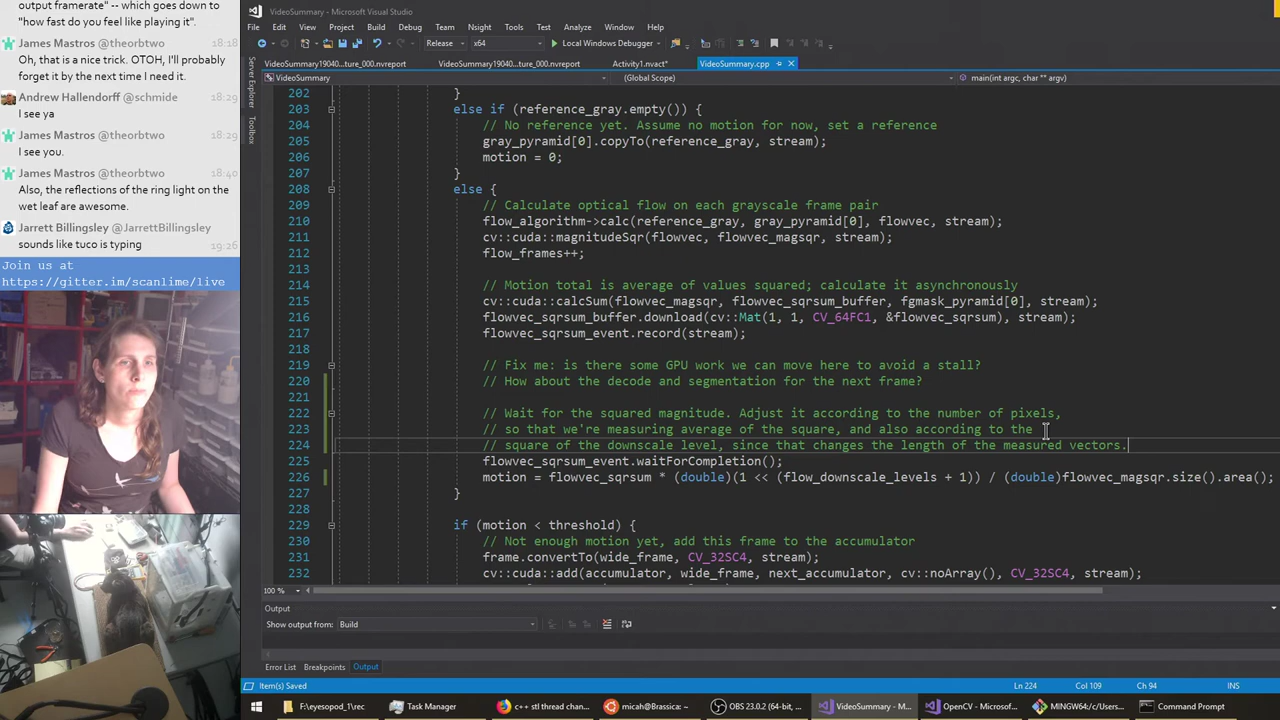 output framerate" -- which goes down to
"how fast do you feel like playing it".
James Mastros @theorbtwo 18:18
Oh, that is a nice trick. OTOH, I'll probably
forget it by the next time I need it.
Andrew Hallendorff @schmide 18:29
I see ya
James Mastros @theorbtwo 18:29
I see you.
James Mastros @theorbtwo 18:40
Also, the reflections of the ring light on the
wet leaf are awesome.
Jarrett Billingsley @JarrettBillingsley
sounds like tuco is typing 19:26
Join us at
https://gitter.im/scanlime/live
VideoSummary - Microsoft Visual Studio
File Edit View Project Build Debug Team Nsight Tools Test Analyze Window Help
Release x64 Local Windows Debugger
VideoSummary19040...ture_000.nvreport VideoSummary19040...ture_000.nvreport Activity1.nvact* VideoSummary.cpp
VideoSummary (Global Scope) main(int argc, char ** argv)
Server Explorer
Toolbox
202 }
203 else if (reference_gray.empty()) {
204 // No reference yet. Assume no motion for now, set a reference
205 gray_pyramid[0].copyTo(reference_gray, stream);
206 motion = 0;
207 }
208 else {
209 // Calculate optical flow on each grayscale frame pair
210 flow_algorithm->calc(reference_gray, gray_pyramid[0], flowvec, stream);
211 cv::cuda::magnitudeSqr(flowvec, flowvec_magsqr, stream);
212 flow_frames++;
213
214 // Motion total is average of values squared; calculate it asynchronously
215 cv::cuda::calcSum(flowvec_magsqr, flowvec_sqrsum_buffer, fgmask_pyramid[0], stream);
216 flowvec_sqrsum_buffer.download(cv::Mat(1, 1, CV_64FC1, &flowvec_sqrsum), stream);
217 flowvec_sqrsum_event.record(stream);
218
219 // Fix me: is there some GPU work we can move here to avoid a stall?
220 // How about the decode and segmentation for the next frame?
221
222 // Wait for the squared magnitude. Adjust it according to the number of pixels,
223 // so that we're measuring average of the square, and also according to the
224 // square of the downscale level, since that changes the length of the measured vectors.
225 flowvec_sqrsum_event.waitForCompletion();
226 motion = flowvec_sqrsum * (double)(1 << (flow_downscale_levels + 1)) / (double)flowvec_magsqr.size().area();
227 }
228
229 if (motion < threshold) {
230 // Not enough motion yet, add this frame to the accumulator
231 frame.convertTo(wide_frame, CV_32SC4, stream);
232 cv::cuda::add(accumulator, wide_frame, next_accumulator, cv::noArray(), CV_32SC4, stream);
100 %
Output
Show output from: Build
Error List Breakpoints Output
Item(s) Saved Ln 224 Col 109 Ch 94 INS
F:\eyesopod_1\rec Task Manager c++ stl thread chan... micah@Brassica: ~ OBS 23.0.2 (64-bit, ... VideoSummary - M... OpenCV - Microsof... MINGW64:/c/Users... Command Prompt